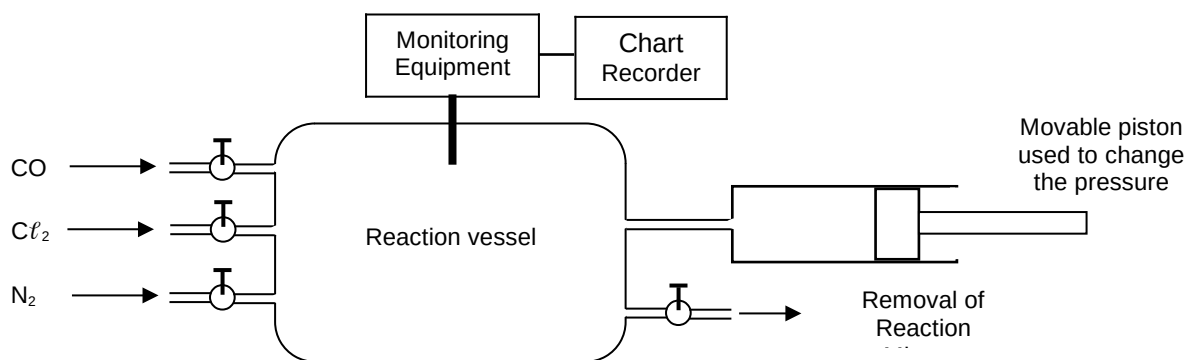 Monitoring
Equipment
Chart
Recorder
Movable piston
used to change
the pressure
CO
Cℓ₂
Reaction vessel
N₂
Removal of
Reaction